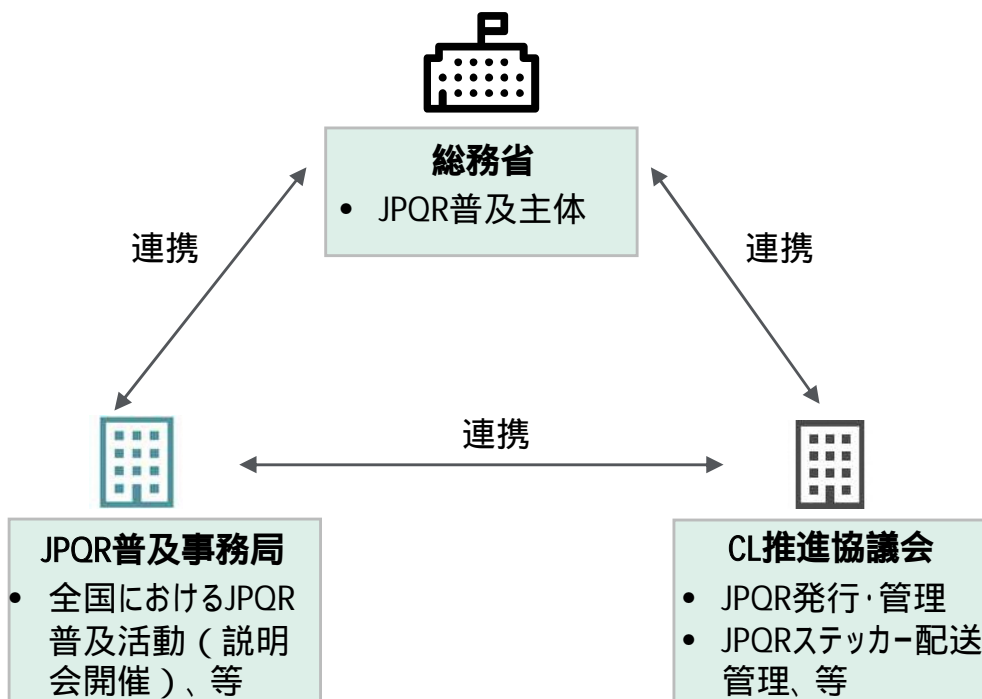 総務省
• JPQR普及主体
連携
連携
連携
JPQR普及事務局
• 全国におけるJPQR
普及活動（説明
会開催）、等
CL推進協議会
• JPQR発行・管理
• JPQRステッカー配送
管理、等